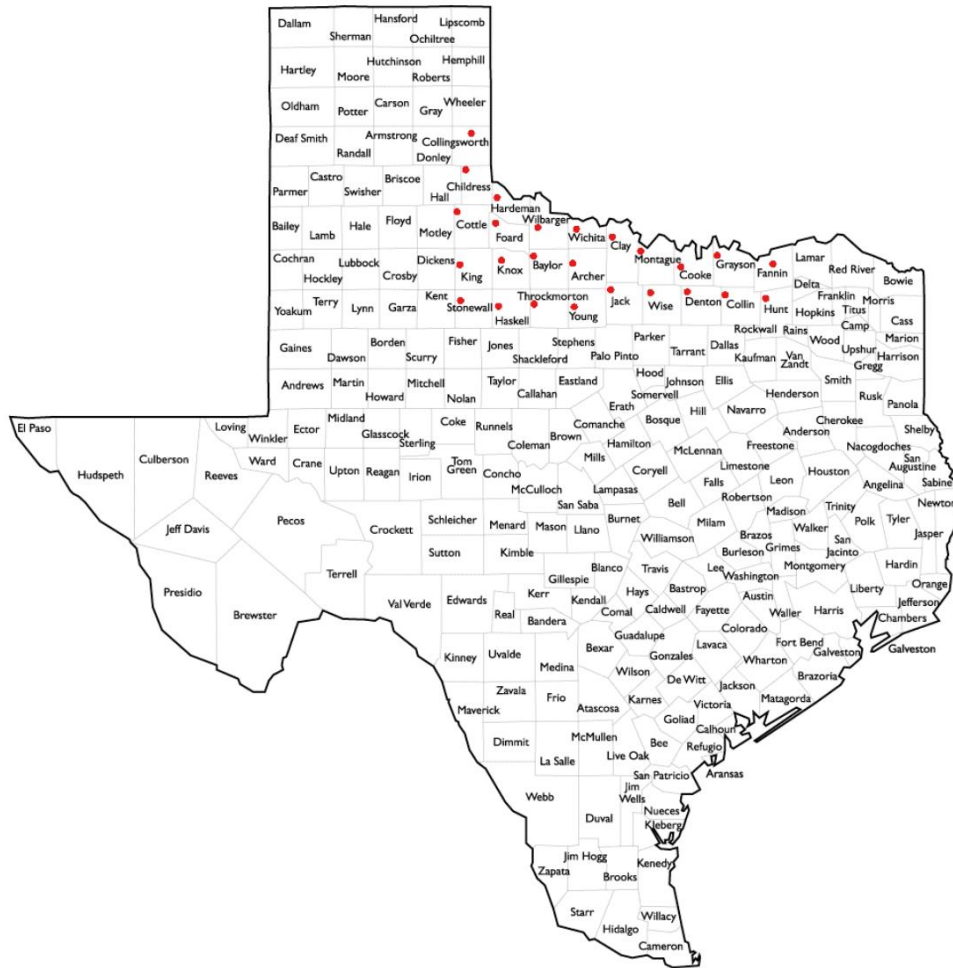 Dallam
Sherman
Hansford
Ochiltree
Lipscomb
Hartley
Moore
Hutchinson
Roberts
Hemphill
Oldham
Potter
Carson
Gray
Wheeler
Deaf Smith
Randall
Armstrong
Donley
Collingsworth
Parmer
Castro
Swisher
Briscoe
Hall
Childress
Hardeman
Wilbarger
Bailey
Lamb
Hale
Floyd
Motley
Cottle
Foard
Wichita
Clay
Montague
Cooke
Grayson
Fannin
Lamar
Red River
Bowie
Cochran
Hockley
Lubbock
Crosby
Dickens
King
Knox
Baylor
Archer
Jack
Wise
Denton
Collin
Hunt
Delta
Hopkins
Franklin
Titus
Morris
Cass
Yoakum
Terry
Lynn
Garza
Kent
Stonewall
Haskell
Throckmorton
Young
Gaines
Dawson
Borden
Scurry
Fisher
Jones
Shackleford
Stephens
Palo Pinto
Parker
Tarrant
Dallas
Rockwall
Kaufman
Rains
Van
Zandt
Wood
Camp
Upshur
Marion
Harrison
Gregg
Andrews
Martin
Howard
Mitchell
Nolan
Taylor
Callahan
Eastland
Erath
Hood
Somervell
Johnson
Ellis
Henderson
Smith
Rusk
Panola
El Paso
Hudspeth
Culberson
Reeves
Loving
Winkler
Ector
Midland
Glasscock
Sterling
Coke
Runnels
Coleman
Brown
Comanche
Hamilton
Bosque
Hill
Navarro
Anderson
Cherokee
Nacogdoches
Shelby
San
Augustine
Sabine
Ward
Crane
Upton
Reagan
Irion
Tom
Green
Concho
McCulloch
San Saba
Mills
Lampasas
Coryell
McLennan
Limestone
Freestone
Leon
Houston
Angelina
Newton
Jeff Davis
Pecos
Crockett
Schleicher
Menard
Mason
Llano
Burnet
Bell
Falls
Robertson
Madison
Trinity
Polk
Tyler
Jasper
Presidio
Brewster
Terrell
Sutton
Kimble
Gillespie
Blanco
Williamson
Milam
Brazos
Burleson
Grimes
Walker
San
Jacinto
Hardin
Orange
Val Verde
Edwards
Real
Kerr
Bandera
Kendall
Comal
Hays
Travis
Bastrop
Lee
Washington
Montgomery
Liberty
Jefferson
Chambers
Galveston
Kinney
Uvalde
Medina
Bexar
Guadalupe
Caldwell
Fayette
Austin
Waller
Harris
Maverick
Zavala
Frio
Atascosa
Wilson
Gonzales
Lavaca
Colorado
Wharton
Fort Bend
Galveston
Brazoria
Dimmit
La Salle
McMullen
Live Oak
Karnes
De Witt
Goliad
Victoria
Jackson
Matagorda
Calhoun
Bee
Refugio
San Patricio
Aransas
Webb
Duval
Jim
Wells
Nueces
Kleberg
Zapata
Jim Hogg
Brooks
Kenedy
Starr
Hidalgo
Willacy
Cameron